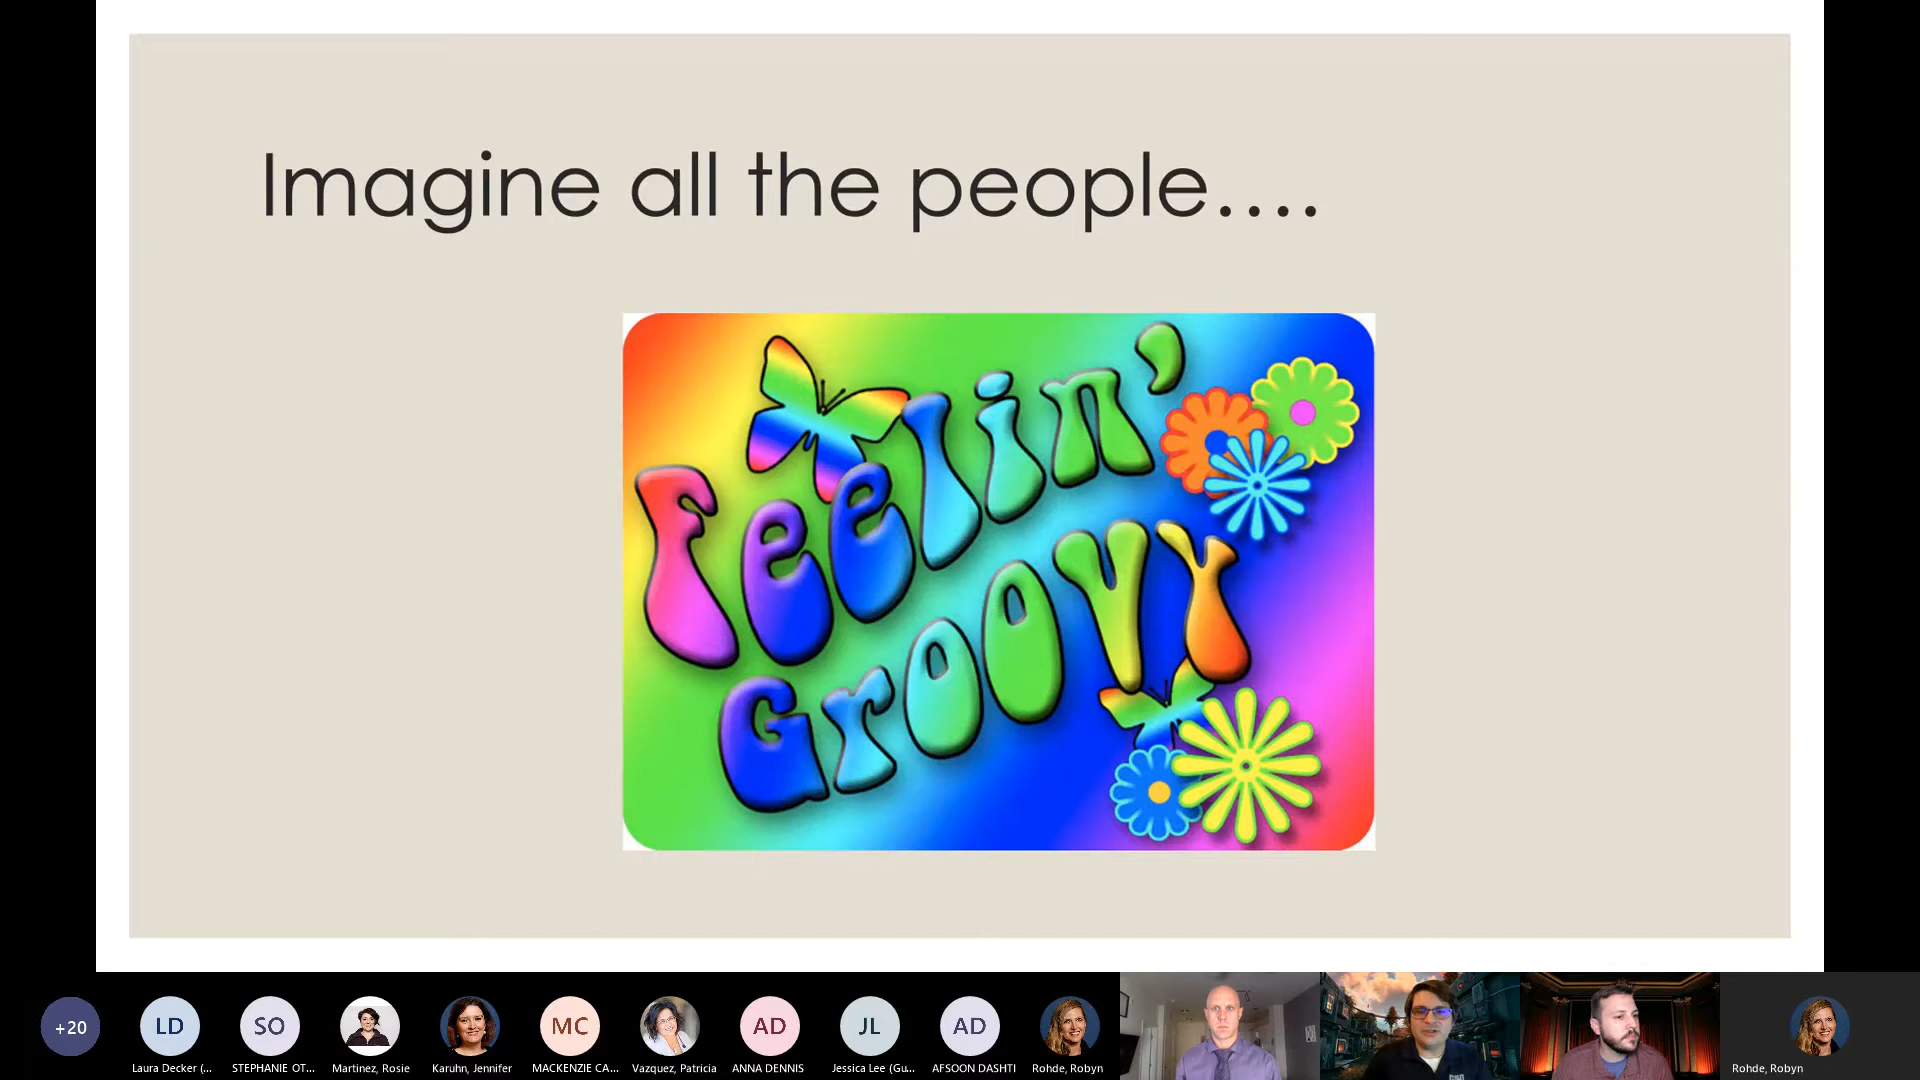 Imagine all the people....
Feelin'
Groovy
+20
LD
SO
MC
AD
JL
AD
Laura Decker (...
STEPHANIE OT...
Martinez, Rosie
Karuhn, Jennifer
MACKENZIE CA...
Vazquez, Patricia
ANNA DENNIS
Jessica Lee (Gu...
AFSOON DASHTI
Rohde, Robyn
Rohde, Robyn